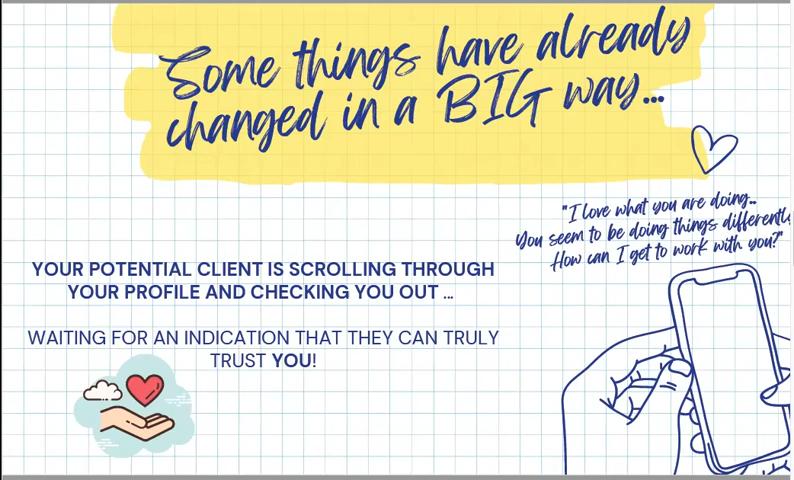 Some things have already
changed in a BIG way...
"I love what you are doing..
You seem to be doing things differently
How can I get to work with you?"
YOUR POTENTIAL CLIENT IS SCROLLING THROUGH
YOUR PROFILE AND CHECKING YOU OUT ...
WAITING FOR AN INDICATION THAT THEY CAN TRULY
TRUST YOU!